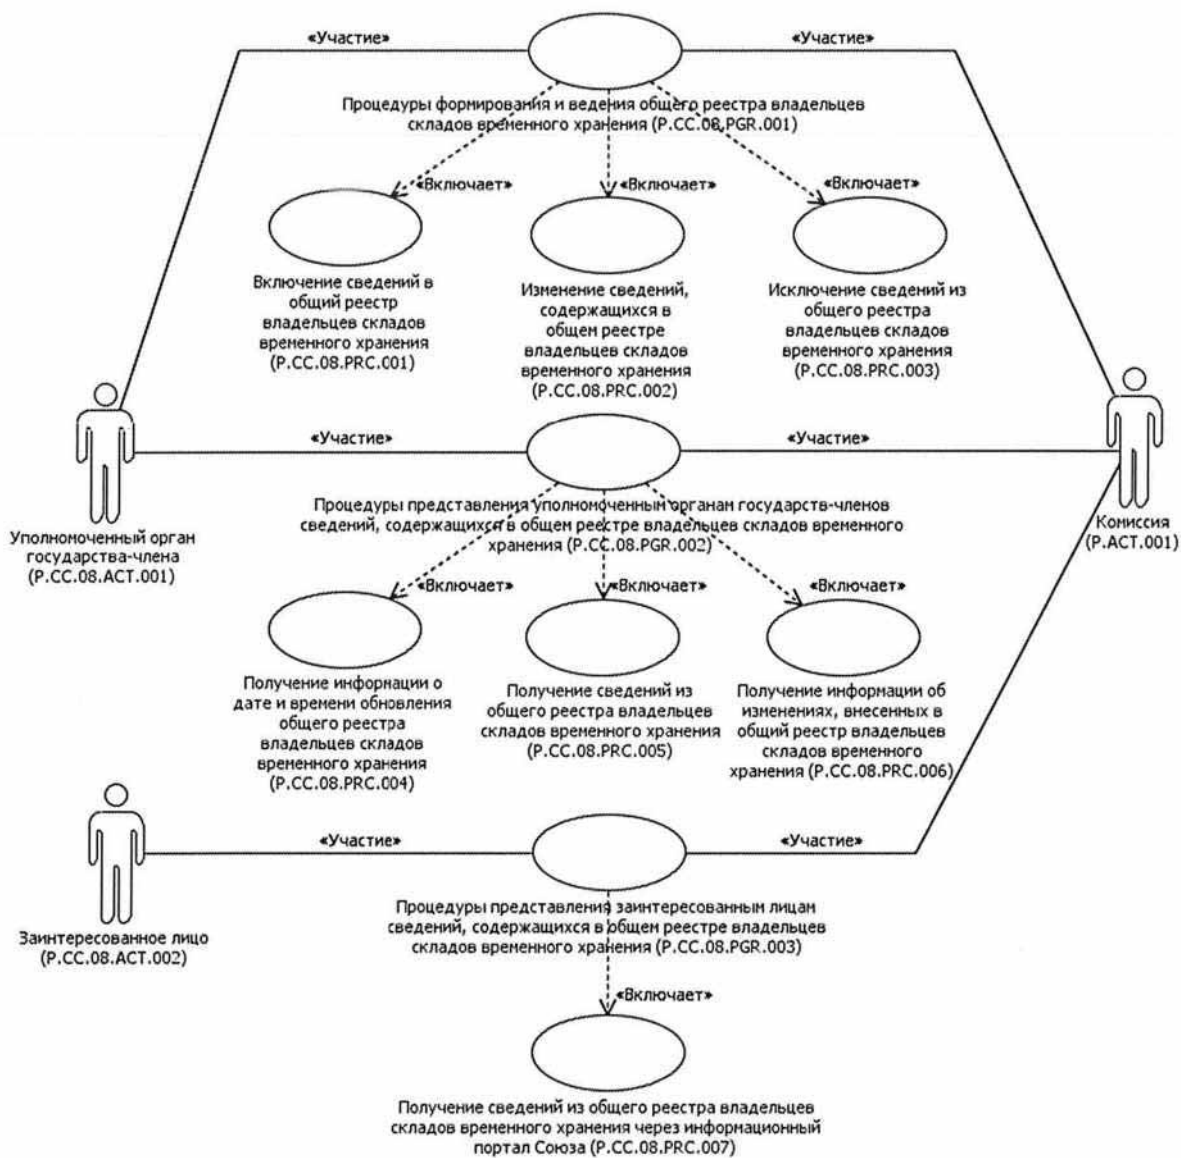 «Участие»
«Участие»
Процедуры формирования и ведения общего реестра владельцев
складов временного хранения (P.CC.08.PGR.001)
«Включает»
«Включает»
«Включает»
Включение сведений в
общий реестр
владельцев складов
временного хранения
(P.CC.08.PRC.001)
Изменение сведений,
содержащихся в
общем реестре
владельцев складов
временного хранения
(P.CC.08.PRC.002)
Исключение сведений из
общего реестра
владельцев складов
временного хранения
(P.CC.08.PRC.003)
«Участие»
«Участие»
Уполномоченный орган
государства-члена
(P.CC.08.ACT.001)
Комиссия
(P.ACT.001)
Процедуры представления уполномоченным органам государств-членов
сведений, содержащихся в общем реестре владельцев складов временного
хранения (P.CC.08.PGR.002)
«Включает»
«Включает»
«Включает»
Получение информации о
дате и времени обновления
общего реестра
владельцев складов
временного хранения
(P.CC.08.PRC.004)
Получение сведений из
общего реестра владельцев
складов временного хранения
(P.CC.08.PRC.005)
Получение информации об
изменениях, внесенных в
общий реестр владельцев
складов временного
хранения (P.CC.08.PRC.006)
«Участие»
«Участие»
Заинтересованное лицо
(P.CC.08.ACT.002)
Процедуры представления заинтересованным лицам
сведений, содержащихся в общем реестре владельцев
складов временного хранения (P.CC.08.PGR.003)
«Включает»
Получение сведений из общего реестра владельцев
складов временного хранения через информационный
портал Союза (P.CC.08.PRC.007)